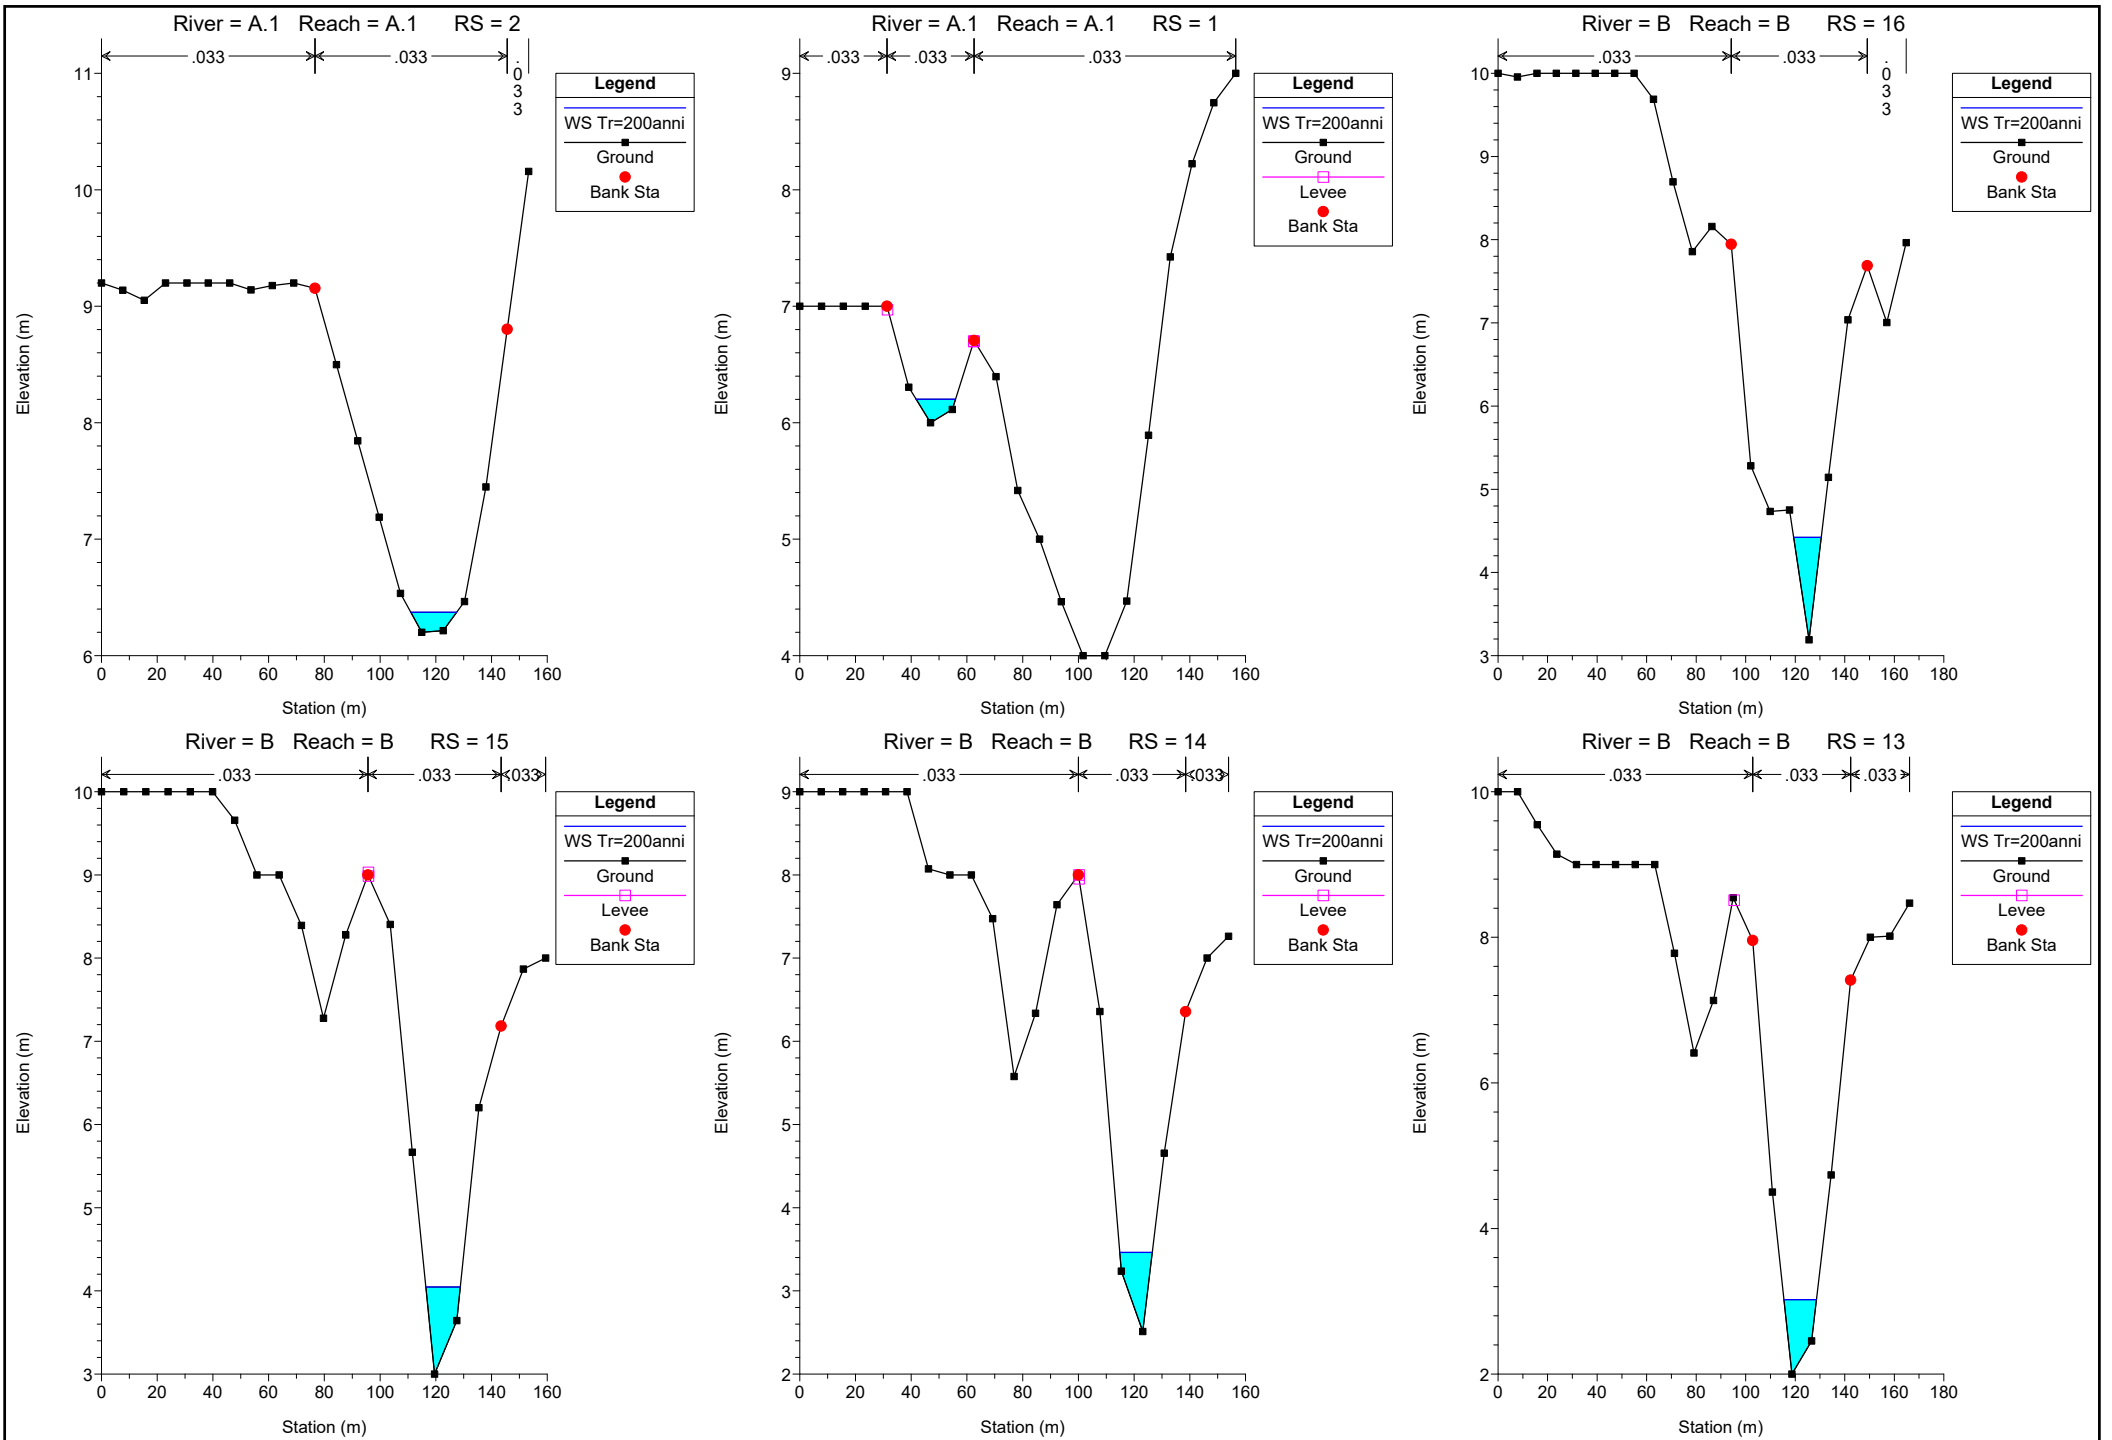 River = A.1 Reach = A.1 RS = 2
.033 .033 .033
Legend
WS Tr=200anni
Ground
Bank Sta
Elevation (m)
11
10
9
8
7
6
0 20 40 60 80 100 120 140 160
Station (m)
River = A.1 Reach = A.1 RS = 1
.033 .033 .033
Legend
WS Tr=200anni
Ground
Levee
Bank Sta
Elevation (m)
9
8
7
6
5
4
0 20 40 60 80 100 120 140 160
Station (m)
River = B Reach = B RS = 16
.033 .033 .033
Legend
WS Tr=200anni
Ground
Bank Sta
Elevation (m)
10
9
8
7
6
5
4
3
0 20 40 60 80 100 120 140 160 180
Station (m)
River = B Reach = B RS = 15
.033 .033 .033
Legend
WS Tr=200anni
Ground
Levee
Bank Sta
Elevation (m)
10
9
8
7
6
5
4
3
0 20 40 60 80 100 120 140 160
Station (m)
River = B Reach = B RS = 14
.033 .033 .033
Legend
WS Tr=200anni
Ground
Levee
Bank Sta
Elevation (m)
9
8
7
6
5
4
3
2
0 20 40 60 80 100 120 140 160
Station (m)
River = B Reach = B RS = 13
.033 .033 .033
Legend
WS Tr=200anni
Ground
Levee
Bank Sta
Elevation (m)
10
8
6
4
2
0 20 40 60 80 100 120 140 160 180
Station (m)